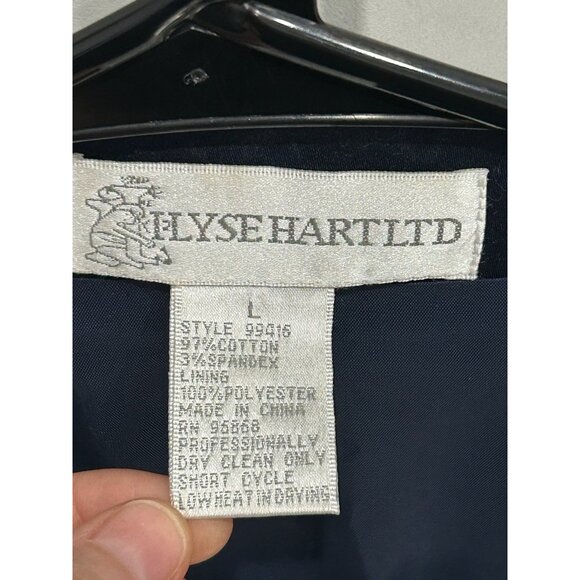 ELYSE HART LTD
L
STYLE 99416
97%COTTON
3%SPANDEX
LINING
100%POLYESTER
MADE IN CHINA
RN 95868
PROFESSIONALLY
DRY CLEAN ONLY
SHORT CYCLE
LOW HEAT IN DRYING